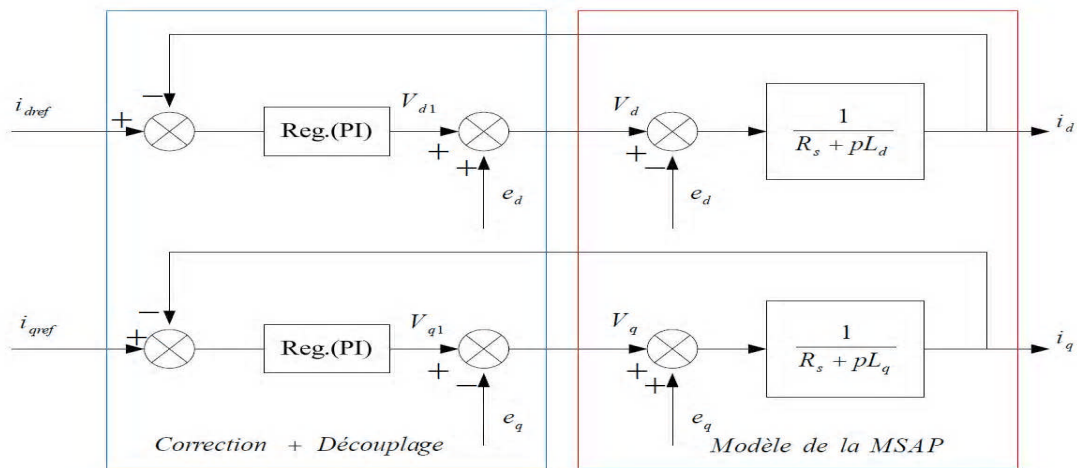 i_dref
+
−
Reg.(PI)
V_d1
+
+
e_d
V_d
+
−
e_d
1
R_s + pL_d
i_d
i_qref
+
−
Reg.(PI)
V_q1
+
−
e_q
V_q
+
+
e_q
1
R_s + pL_q
i_q
Correction + Découplage
Modèle de la MSAP